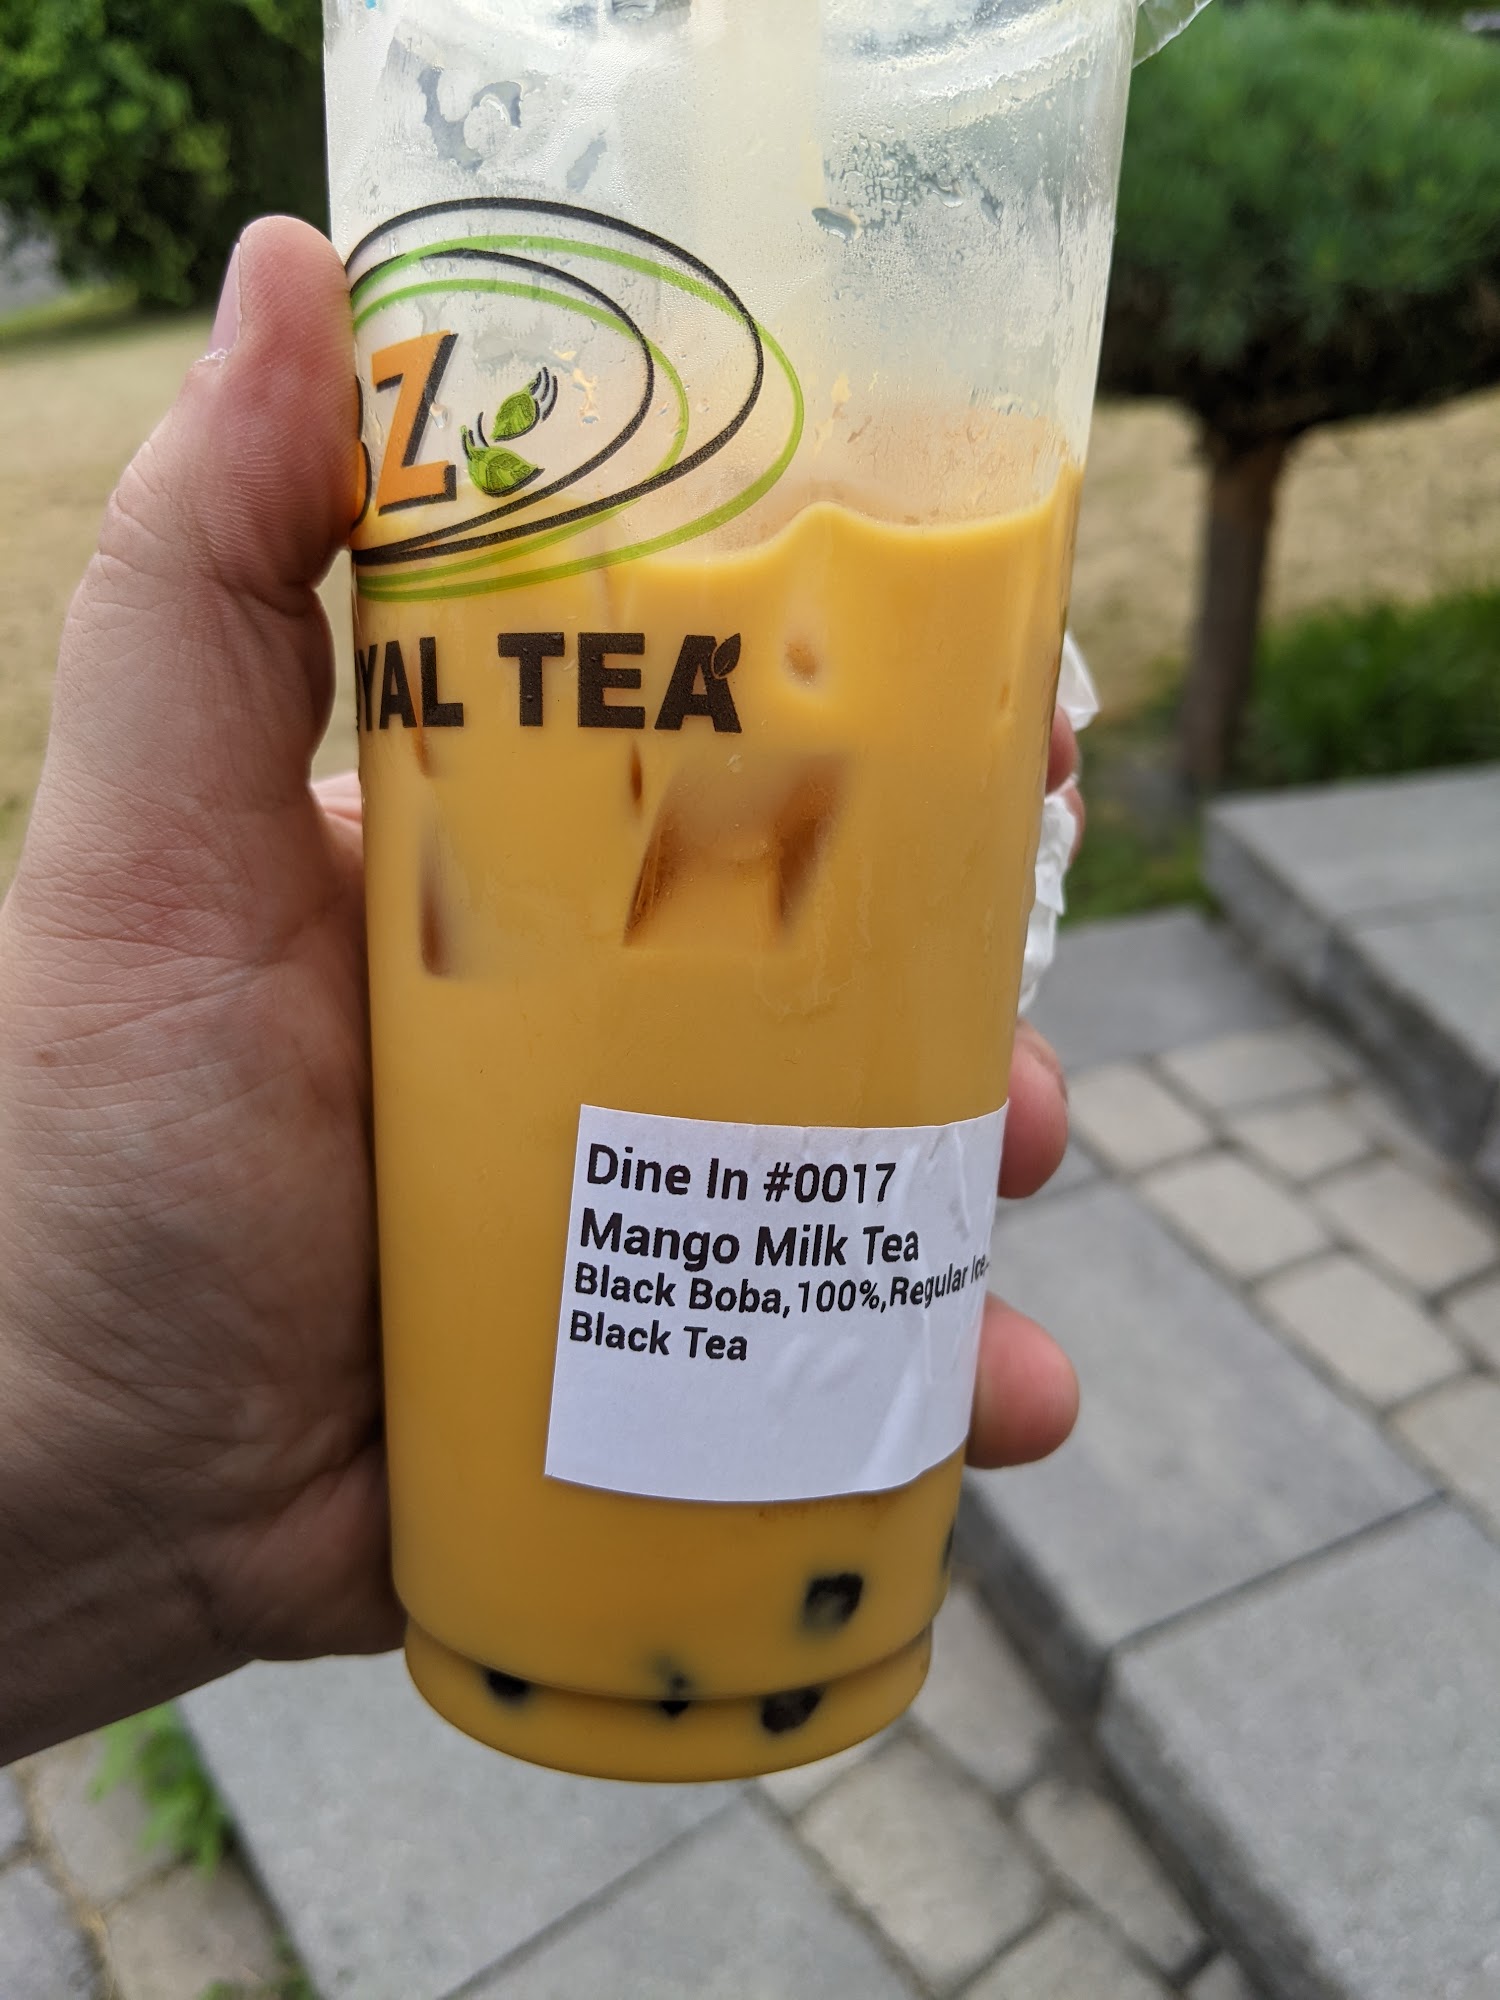 Z
YAL TEA
Dine In #0017
Mango Milk Tea
Black Boba,100%,Regular Ice,
Black Tea